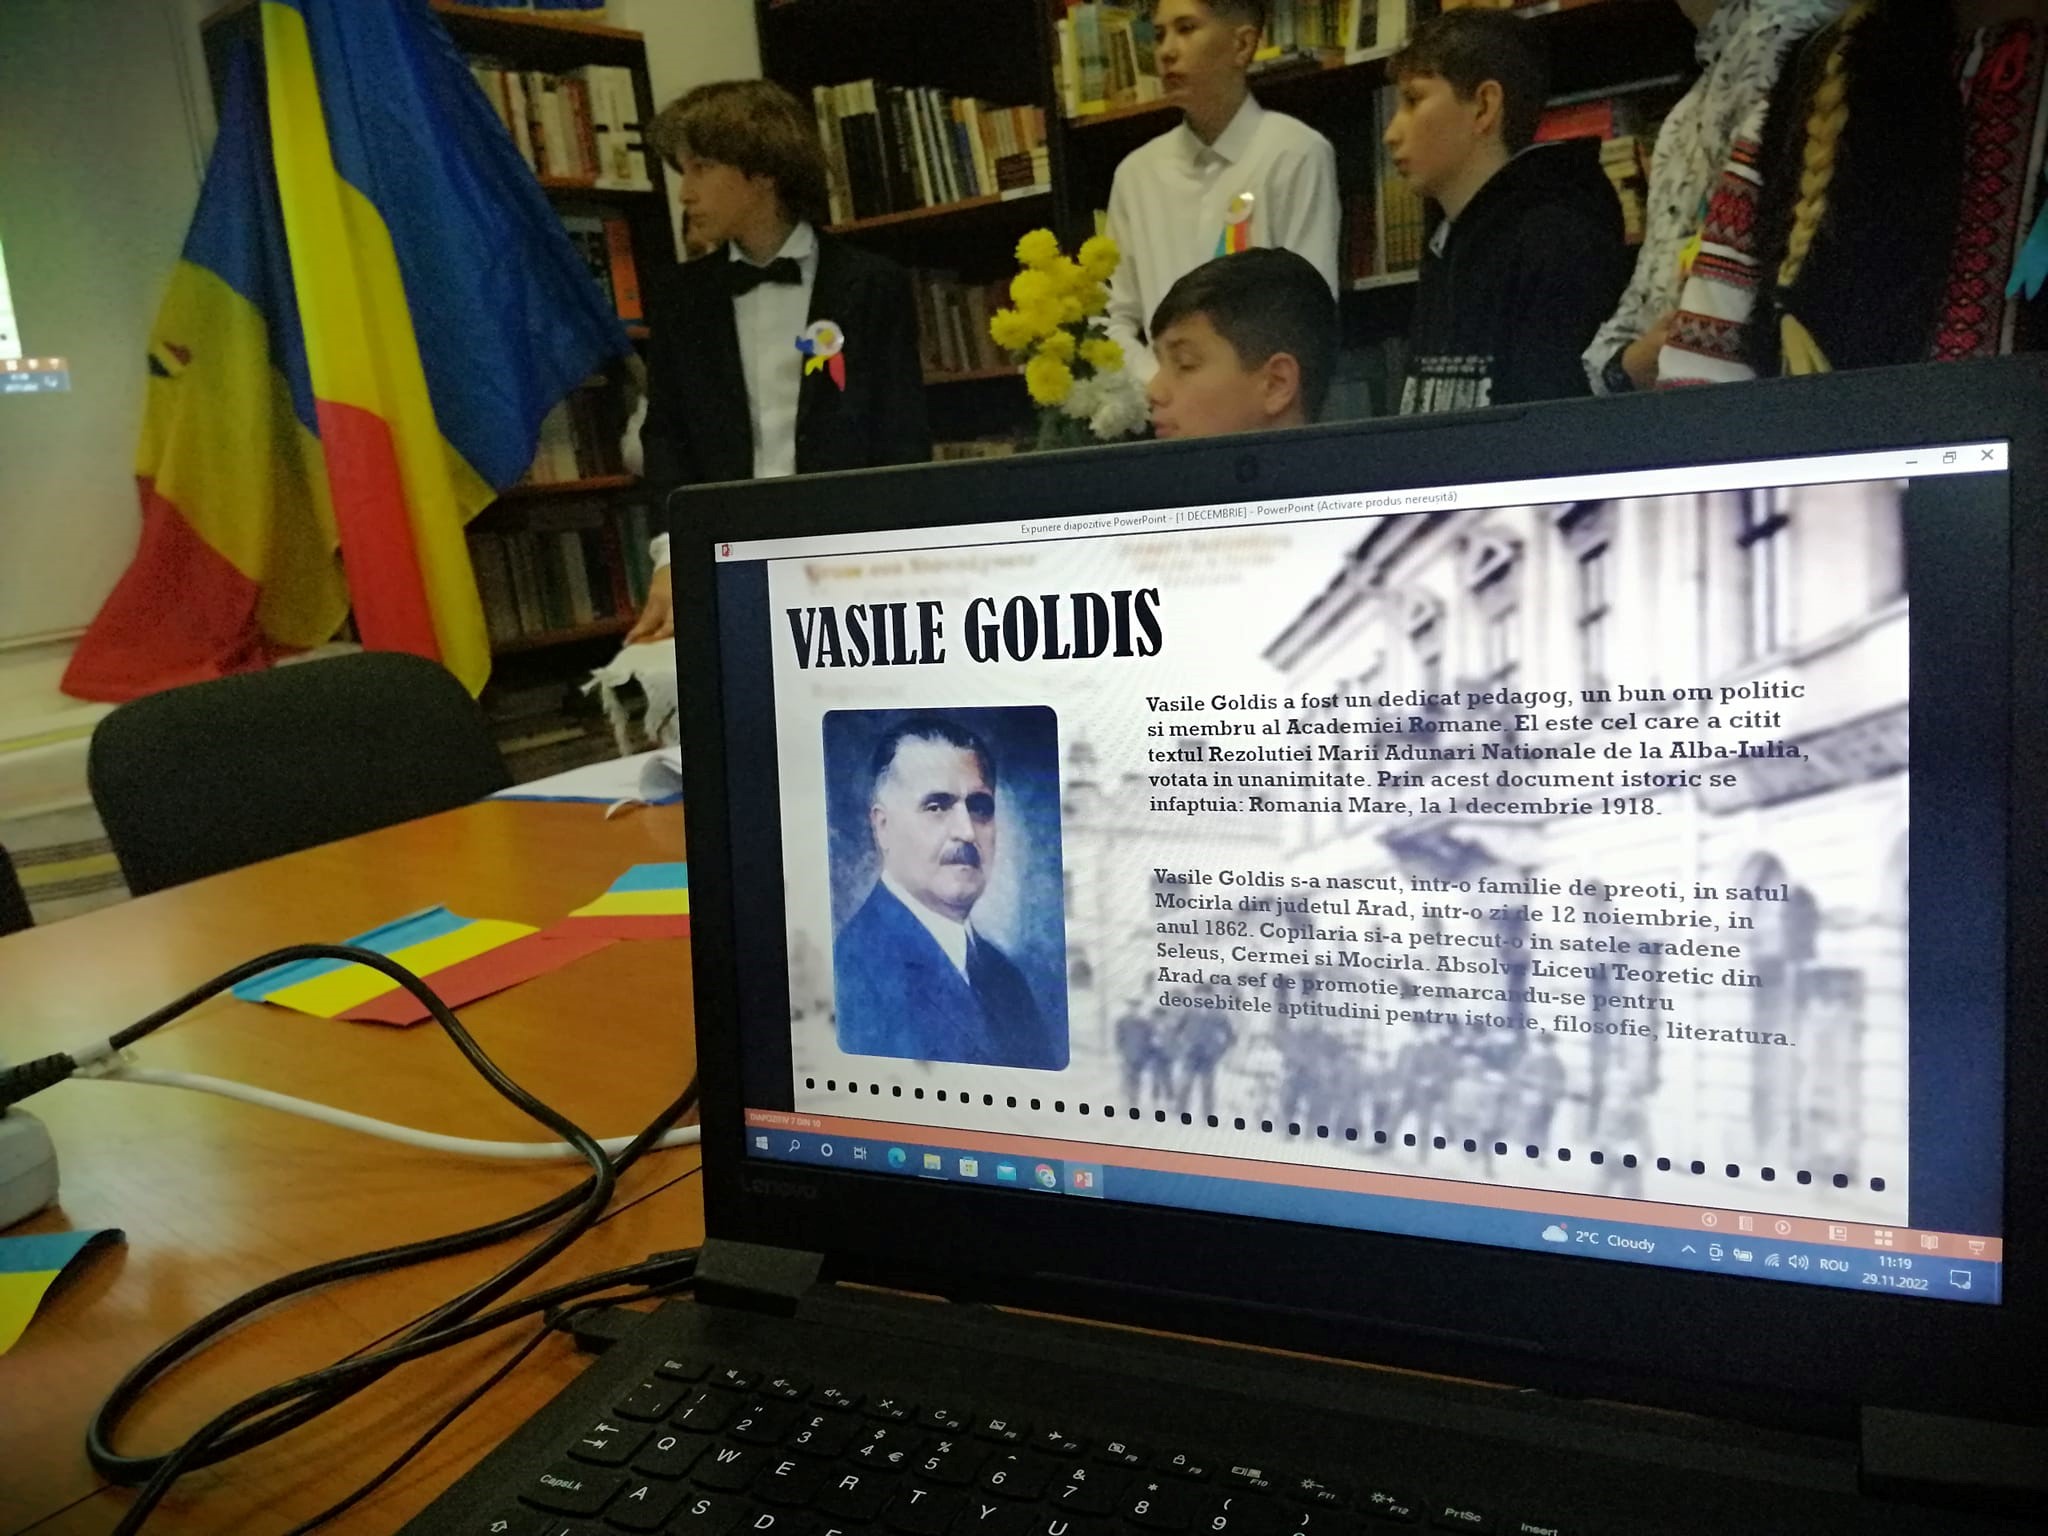 Expunere diapozitive PowerPoint - [1 DECEMBRIE] - PowerPoint (Activare produs nereușită)
VASILE GOLDIS
Vasile Goldis a fost un dedicat pedagog, un bun om politic
si membru al Academiei Romane. El este cel care a citit
textul Rezolutiei Marii Adunari Nationale de la Alba-Iulia,
votata in unanimitate. Prin acest document istoric se
infaptuia: Romania Mare, la 1 decembrie 1918.
Vasile Goldis s-a nascut, intr-o familie de preoti, in satul
Mocirla din judetul Arad, intr-o zi de 12 noiembrie, in
anul 1862. Copilaria si-a petrecut-o in satele aradene
Seleus, Cermei si Mocirla. Absolva Liceul Teoretic din
Arad ca sef de promotie, remarcandu-se pentru
deosebitele aptitudini pentru istorie, filosofie, literatura.
DIAPOZITIV 7 DIN 10
2°C Cloudy
ROU
11:19
29.11.2022
Lenovo
Esc F1 F2 F3 F4 F5 F6 F7 F8 F9 F10 F11 F12 PrtSc Insert
! 1 " 2 £ 3 $ 4 € % 5 ^ 6 & 7 * 8 ( 9 )
Q W E R T Y U
CapsLk A S D F